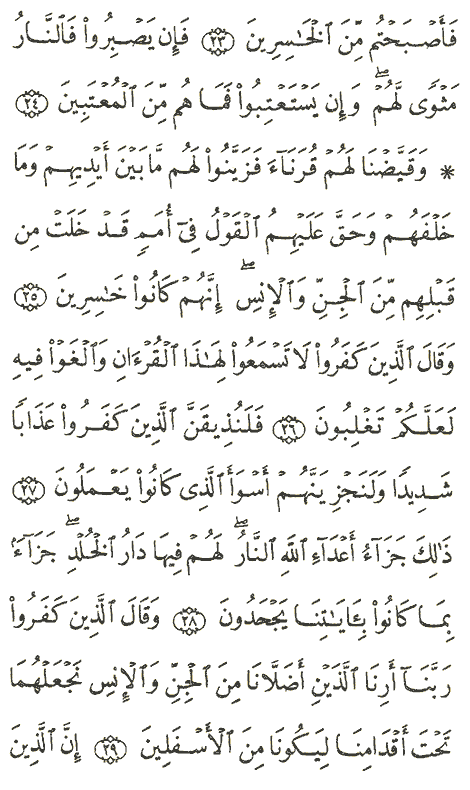 فَأَصۡبَحۡتُم مِّنَ ٱلۡخَٰسِرِينَ ٢٣ فَإِن يَصۡبِرُواْ فَٱلنَّارُ
مَثۡوٗى لَّهُمۡۖ وَإِن يَسۡتَعۡتِبُواْ فَمَا هُم مِّنَ ٱلۡمُعۡتَبِينَ ٢٤
* وَقَيَّضۡنَا لَهُمۡ قُرَنَآءَ فَزَيَّنُواْ لَهُم مَّا بَيۡنَ أَيۡدِيهِمۡ وَمَا
خَلۡفَهُمۡ وَحَقَّ عَلَيۡهِمُ ٱلۡقَوۡلُ فِيٓ أُمَمٖ قَدۡ خَلَتۡ مِن
قَبۡلِهِم مِّنَ ٱلۡجِنِّ وَٱلۡإِنسِۖ إِنَّهُمۡ كَانُواْ خَٰسِرِينَ ٢٥
وَقَالَ ٱلَّذِينَ كَفَرُواْ لَا تَسۡمَعُواْ لِهَٰذَا ٱلۡقُرۡءَانِ وَٱلۡغَوۡاْ فِيهِ
لَعَلَّكُمۡ تَغۡلِبُونَ ٢٦ فَلَنُذِيقَنَّ ٱلَّذِينَ كَفَرُواْ عَذَابٗا
شَدِيدٗا وَلَنَجۡزِيَنَّهُمۡ أَسۡوَأَ ٱلَّذِي كَانُواْ يَعۡمَلُونَ ٢٧
ذَٰلِكَ جَزَآءُ أَعۡدَآءِ ٱللَّهِ ٱلنَّارُۖ لَهُمۡ فِيهَا دَارُ ٱلۡخُلۡدِ جَزَآءَۢ
بِمَا كَانُواْ بِـَٔايَٰتِنَا يَجۡحَدُونَ ٢٨ وَقَالَ ٱلَّذِينَ كَفَرُواْ
رَبَّنَآ أَرِنَا ٱلَّذَيۡنِ أَضَلَّانَا مِنَ ٱلۡجِنِّ وَٱلۡإِنسِ نَجۡعَلۡهُمَا
تَحۡتَ أَقۡدَامِنَا لِيَكُونَا مِنَ ٱلۡأَسۡفَلِينَ ٢٩ إِنَّ ٱلَّذِينَ